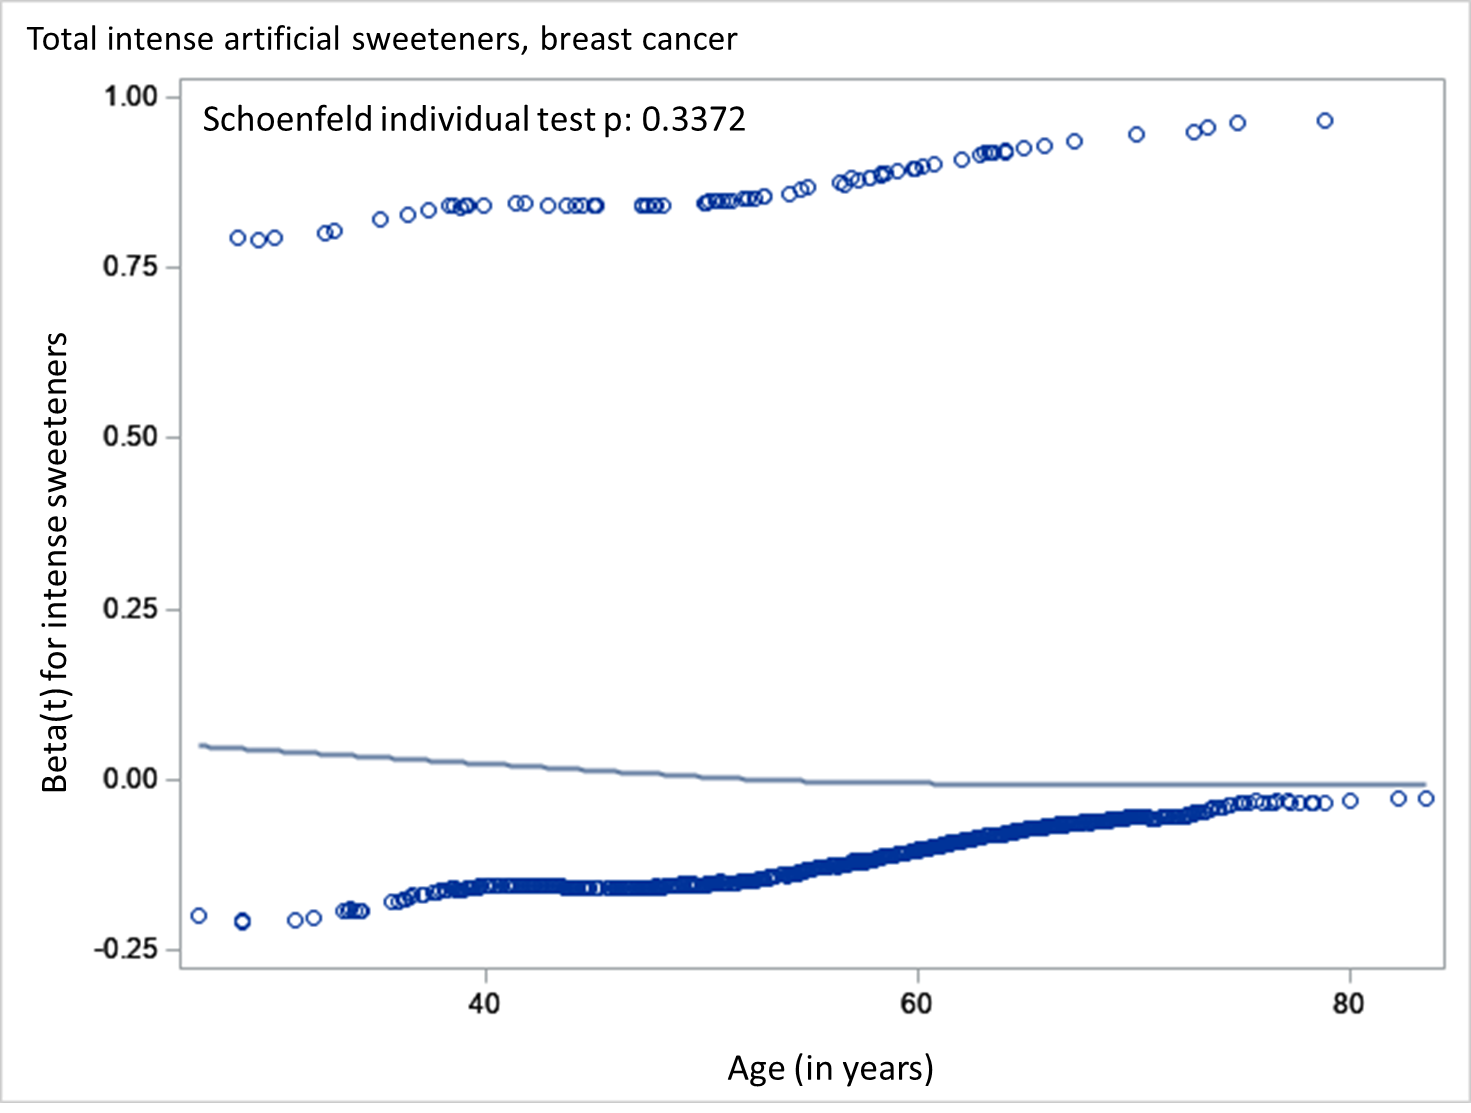 Total intense artificial sweeteners, breast cancer
Schoenfeld individual test p: 0.3372
1.00
0.75
0.50
0.25
0.00
-0.25
Beta(t) for intense sweeteners
40
60
80
Age (in years)